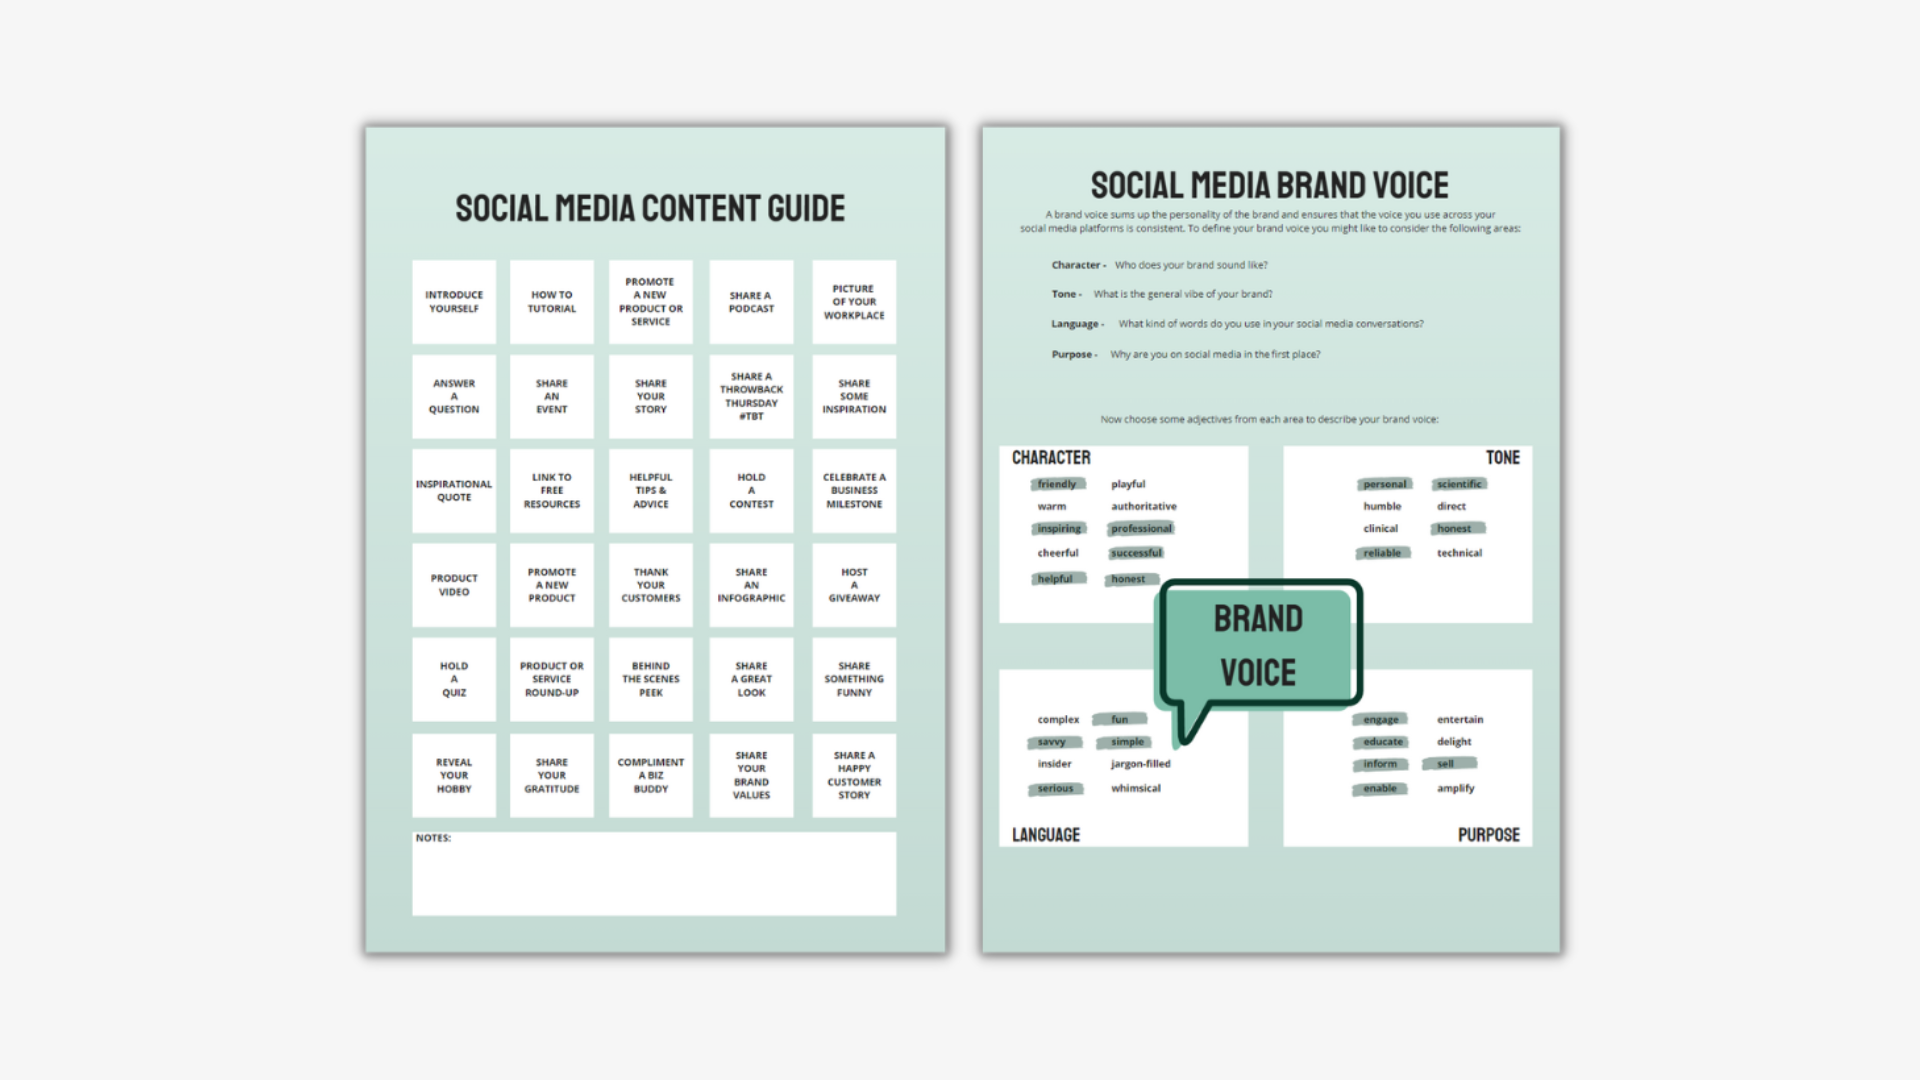 SOCIAL MEDIA CONTENT GUIDE
INTRODUCE
YOURSELF
HOW TO
TUTORIAL
PROMOTE
A NEW
PRODUCT OR
SERVICE
SHARE A
PODCAST
PICTURE
OF YOUR
WORKPLACE
ANSWER
A
QUESTION
SHARE
AN
EVENT
SHARE
YOUR
STORY
SHARE A
THROWBACK
THURSDAY
#TBT
SHARE
SOME
INSPIRATION
INSPIRATIONAL
QUOTE
LINK TO
FREE
RESOURCES
HELPFUL
TIPS &
ADVICE
HOLD
A
CONTEST
CELEBRATE A
BUSINESS
MILESTONE
PRODUCT
VIDEO
PROMOTE
A NEW
PRODUCT
THANK
YOUR
CUSTOMERS
SHARE
AN
INFOGRAPHIC
HOST
A
GIVEAWAY
HOLD
A
QUIZ
PRODUCT OR
SERVICE
ROUND-UP
BEHIND
THE SCENES
PEEK
SHARE
A GREAT
LOOK
SHARE
SOMETHING
FUNNY
REVEAL
YOUR
HOBBY
SHARE
YOUR
GRATITUDE
COMPLIMENT
A BIZ
BUDDY
SHARE
YOUR
BRAND
VALUES
SHARE A
HAPPY
CUSTOMER
STORY
NOTES:
SOCIAL MEDIA BRAND VOICE
A brand voice sums up the personality of the brand and ensures that the voice you use across your
social media platforms is consistent. To define your brand voice you might like to consider the following areas:
Character - Who does your brand sound like?
Tone - What is the general vibe of your brand?
Language - What kind of words do you use in your social media conversations?
Purpose - Why are you on social media in the first place?
Now choose some adjectives from each area to describe your brand voice:
CHARACTER
friendly playful
warm authoritative
inspiring professional
cheerful successful
helpful honest
TONE
personal scientific
humble direct
clinical honest
reliable technical
BRAND
VOICE
complex fun
savvy simple
insider jargon-filled
serious whimsical
LANGUAGE
engage entertain
educate delight
inform sell
enable amplify
PURPOSE